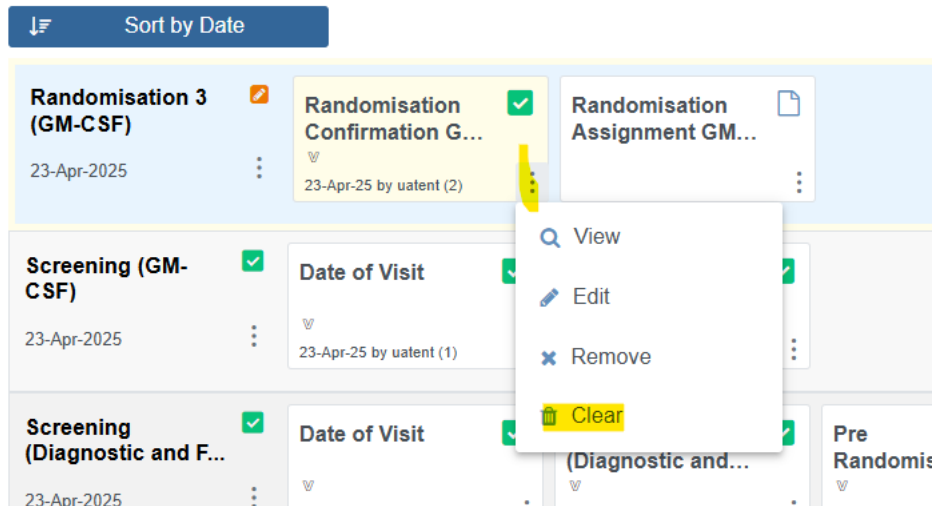 Sort by Date
Randomisation 3
(GM-CSF)
23-Apr-2025
Randomisation
Confirmation G...
23-Apr-25 by uatent (2)
Randomisation
Assignment GM...
View
Edit
Remove
Clear
Screening (GM-
CSF)
23-Apr-2025
Date of Visit
23-Apr-25 by uatent (1)
Screening
(Diagnostic and F...
23-Apr-2025
Date of Visit
(Diagnostic and...
Pre
Randomis